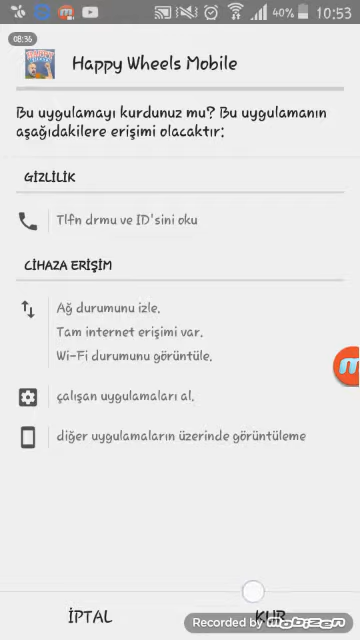 40% 10:53
08:36
Happy Wheels Mobile
Bu uygulamayı kurdunuz mu? Bu uygulamanın
aşağıdakilere erişimi olacaktır:
GİZLİLİK
Tlfn drmu ve ID'sini oku
CİHAZA ERİŞİM
Ağ durumunu izle.
Tam internet erişimi var.
Wi-Fi durumunu görüntüle.
çalışan uygulamaları al.
diğer uygulamaların üzerinde görüntüleme
İPTAL KUR
Recorded by mobizen